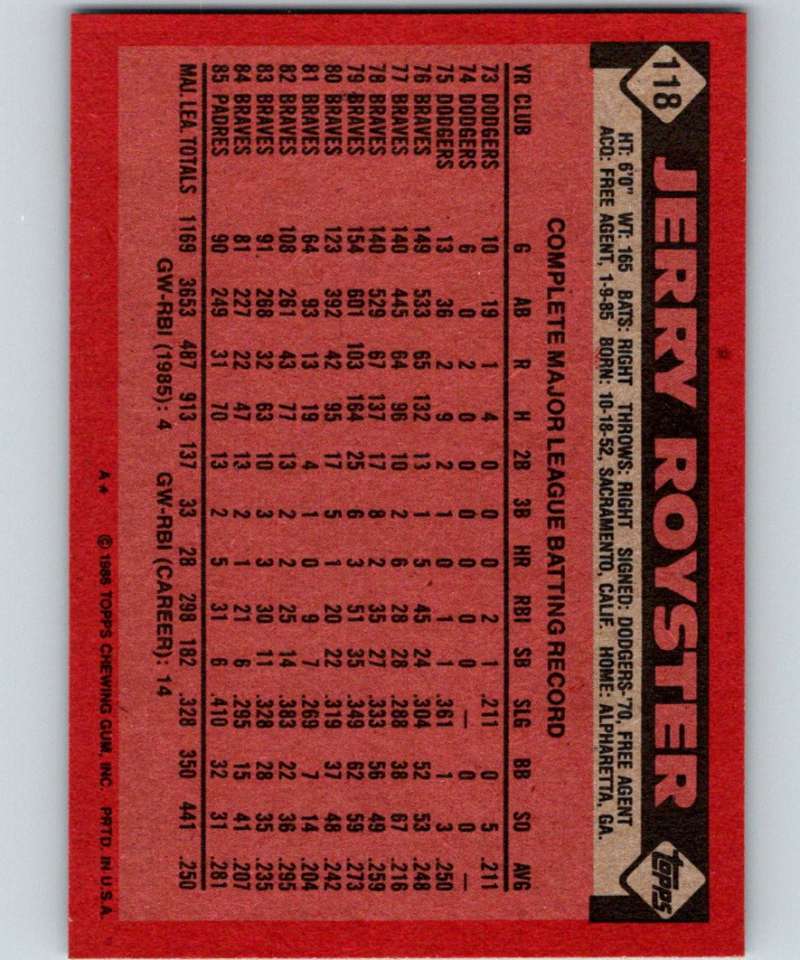 118
JERRY ROYSTER
Topps
HT: 6'0" WT: 165 BATS: RIGHT THROWS: RIGHT SIGNED: DODGERS-'70, FREE AGENT
ACQ: FREE AGENT, 1-9-85 BORN: 10-18-52, SACRAMENTO, CALIF. HOME: ALPHARETTA, GA.
COMPLETE MAJOR LEAGUE BATTING RECORD
YR CLUB G AB R H 2B 3B HR RBI SB SLG BB SO AVG
73 DODGERS 10 19 1 4 0 0 0 2 1 .211 0 5 .211
74 DODGERS 6 0 2 0 0 0 0 0 0 — 0 0 —
75 DODGERS 13 36 2 9 2 1 0 1 1 .361 1 3 .250
76 BRAVES 149 533 65 132 13 1 5 45 24 .304 52 53 .248
77 BRAVES 140 445 64 96 10 2 6 28 28 .288 38 67 .216
78 BRAVES 140 529 67 137 17 8 2 35 27 .333 56 49 .259
79 BRAVES 154 601 103 164 25 6 3 51 35 .349 62 59 .273
80 BRAVES 123 392 42 95 17 5 1 20 22 .319 37 48 .242
81 BRAVES 64 93 13 19 4 1 0 9 7 .269 7 14 .204
82 BRAVES 108 261 43 77 13 2 2 25 14 .383 22 36 .295
83 BRAVES 91 268 32 63 10 3 3 30 11 .328 28 35 .235
84 BRAVES 81 227 22 47 13 2 1 21 6 .295 15 41 .207
85 PADRES 90 249 31 70 13 2 5 31 6 .410 32 31 .281
MAJ. LEA. TOTALS 1169 3653 487 913 137 33 28 298 182 .328 350 441 .250
GW-RBI (1985): 4 GW-RBI (CAREER): 14
A* © 1986 TOPPS CHEWING GUM, INC. PRTD. IN U.S.A.